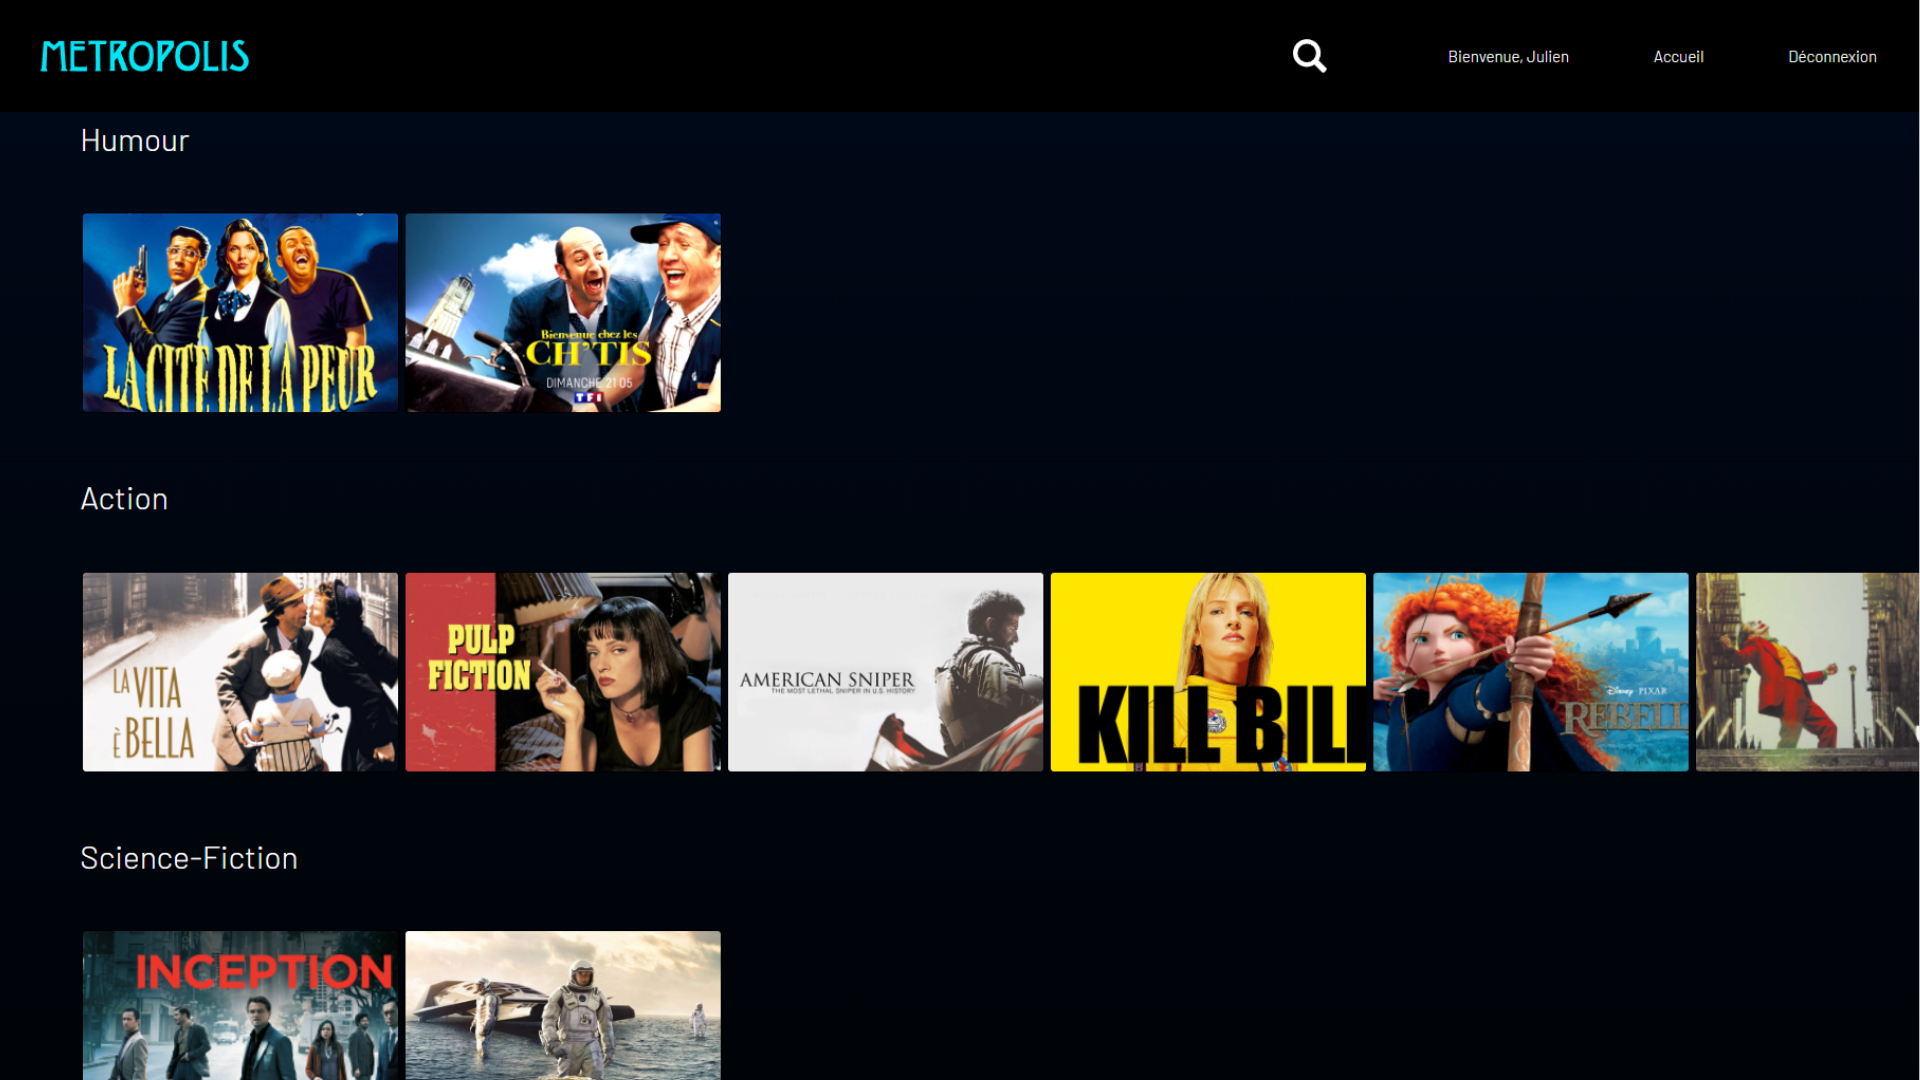 METROPOLIS
Bienvenue, Julien
Accueil
Déconnexion
Humour
LA CITE DE LA PEUR
Bienvenue chez les
CH'TIS
DIMANCHE 21 05
TF1
Action
LA VITA
È BELLA
PULP
FICTION
AMERICAN SNIPER
THE MOST LETHAL SNIPER IN U.S. HISTORY
KILL BILL
Disney PIXAR
REBELL
Science-Fiction
INCEPTION